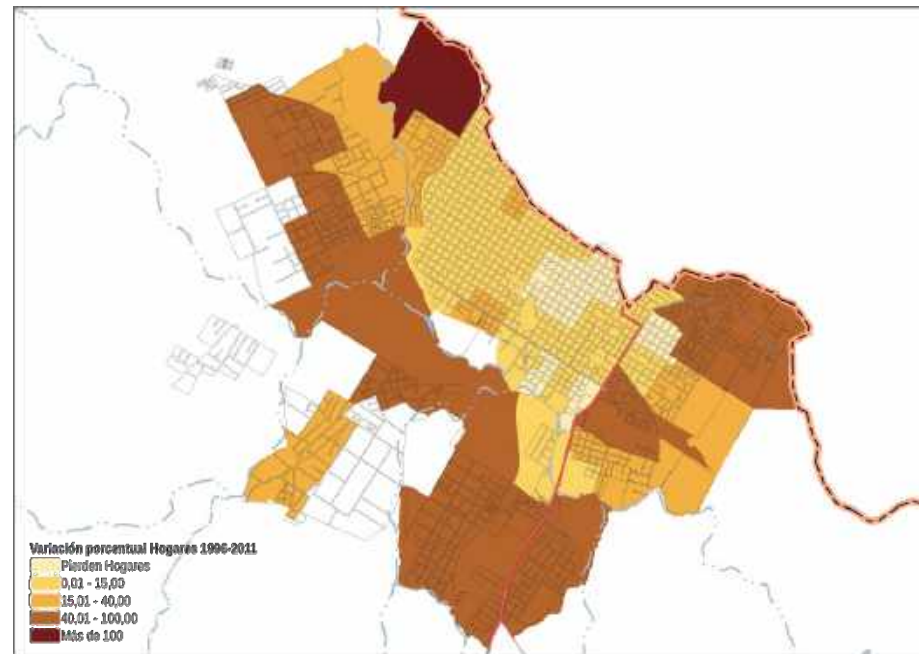 Variación porcentual Hogares 1996-2011
Pierden Hogares
0,01 - 15,00
15,01 - 40,00
40,01 - 100,00
Más de 100